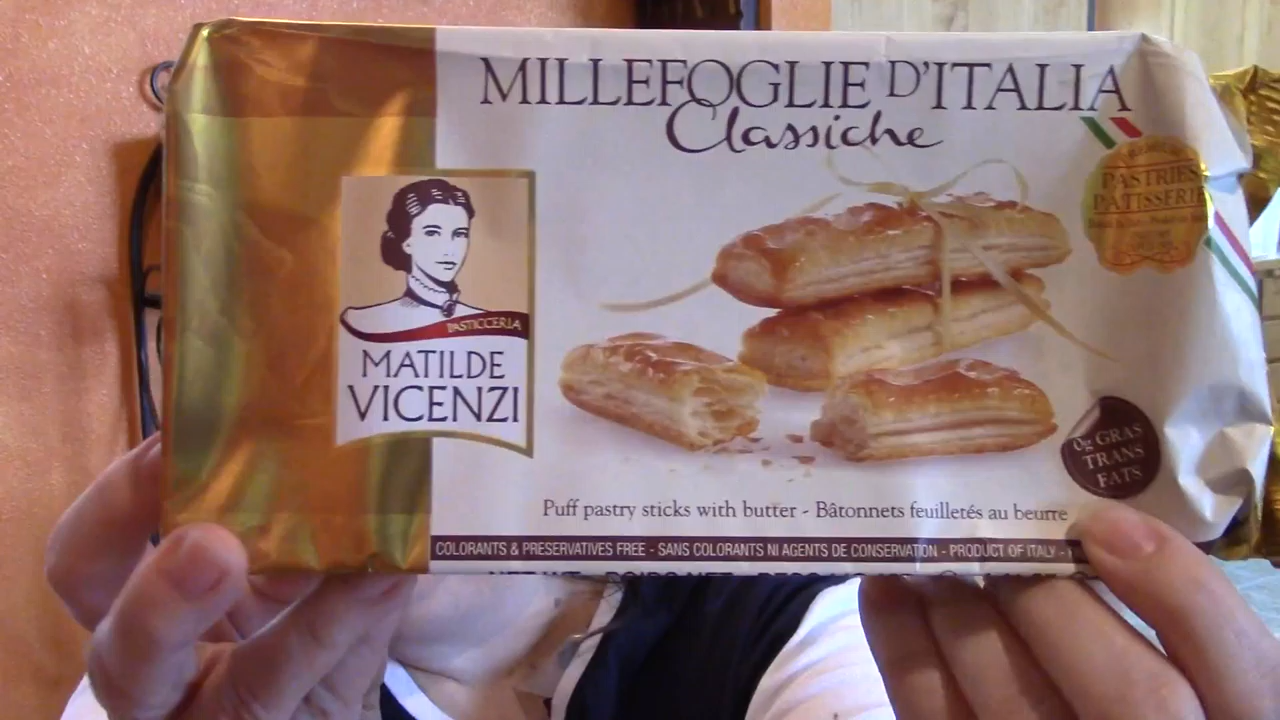 MILLEFOGLIE D'ITALIA
Classiche
PASTRIES
PATISSERIE
PASTICCERIA
MATILDE
VICENZI
0g GRAS
TRANS
FATS
Puff pastry sticks with butter - Bâtonnets feuilletés au beurre
COLORANTS & PRESERVATIVES FREE - SANS COLORANTS NI AGENTS DE CONSERVATION - PRODUCT OF ITALY -